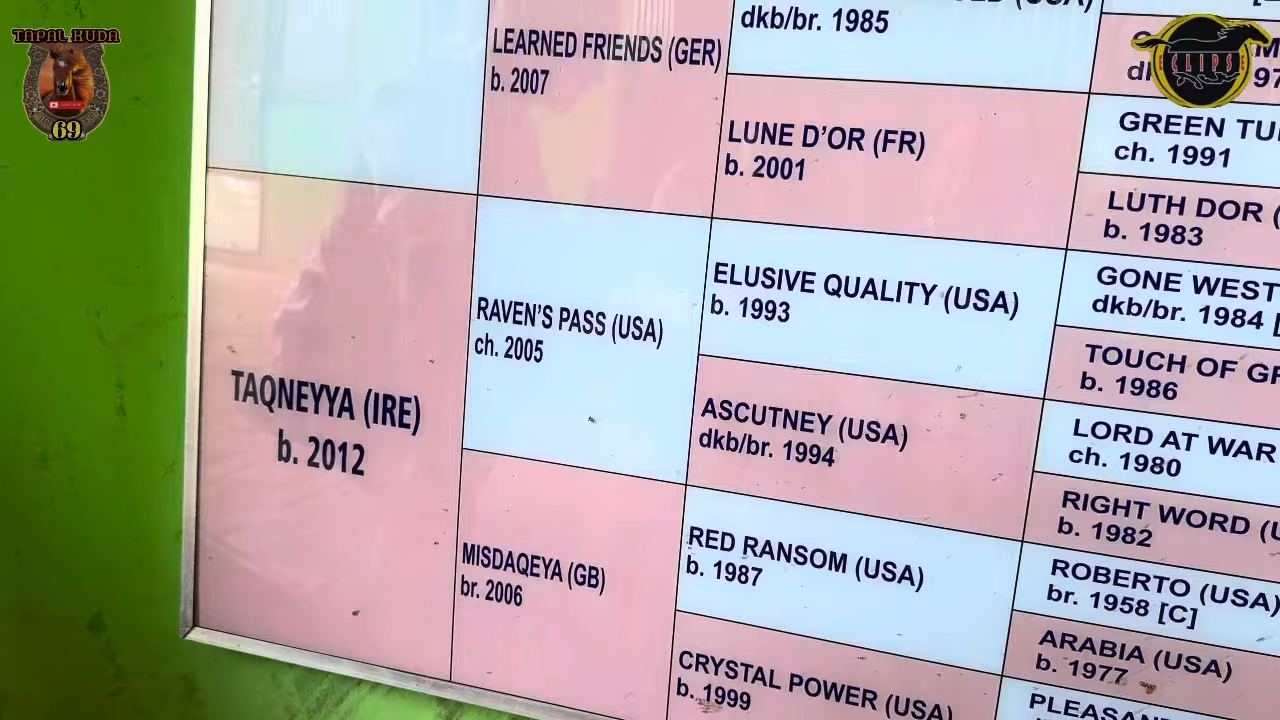 TAPAL KUDA
69
CLIPS
dkb/br. 1985
LEARNED FRIENDS (GER)
b. 2007
LUNE D'OR (FR)
b. 2001
GREEN
ch. 1991
LUTH DOR (
b. 1983
TAQNEYYA (IRE)
b. 2012
RAVEN'S PASS (USA)
ch. 2005
ELUSIVE QUALITY (USA)
b. 1993
GONE WEST
dkb/br. 1984 [
TOUCH OF
b. 1986
ASCUTNEY (USA)
dkb/br. 1994
LORD AT WAR
ch. 1980
RIGHT WORD (
b. 1982
MISDAQEYA (GB)
br. 2006
RED RANSOM (USA)
b. 1987
ROBERTO (USA)
br. 1958 [C]
ARABIA (USA)
b. 1977
CRYSTAL POWER (USA)
b. 1999